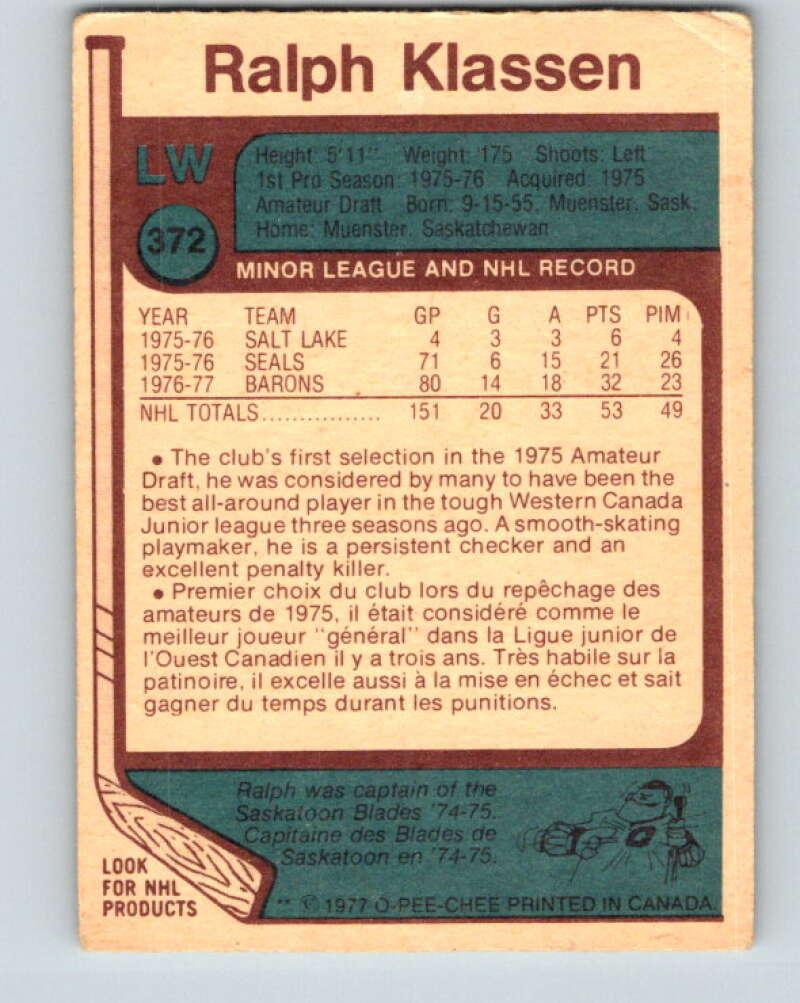 Ralph Klassen
LW
Height: 5'11" Weight: 175 Shoots: Left
1st Pro Season: 1975-76 Acquired: 1975
Amateur Draft Born: 9-15-55, Muenster, Sask.
Home: Muenster, Saskatchewan
372
MINOR LEAGUE AND NHL RECORD
YEAR TEAM GP G A PTS PIM
1975-76 SALT LAKE 4 3 3 6 4
1975-76 SEALS 71 6 15 21 26
1976-77 BARONS 80 14 18 32 23
NHL TOTALS................ 151 20 33 53 49
• The club's first selection in the 1975 Amateur
Draft, he was considered by many to have been the
best all-around player in the tough Western Canada
Junior league three seasons ago. A smooth-skating
playmaker, he is a persistent checker and an
excellent penalty killer.
• Premier choix du club lors du repêchage des
amateurs de 1975, il était considéré comme le
meilleur joueur "général" dans la Ligue junior de
l'Ouest Canadien il y a trois ans. Très habile sur la
patinoire, il excelle aussi à la mise en échec et sait
gagner du temps durant les punitions.
Ralph was captain of the
Saskatoon Blades '74-75.
Capitaine des Blades de
Saskatoon en '74-75.
LOOK
FOR NHL
PRODUCTS
** © 1977 O-PEE-CHEE PRINTED IN CANADA.